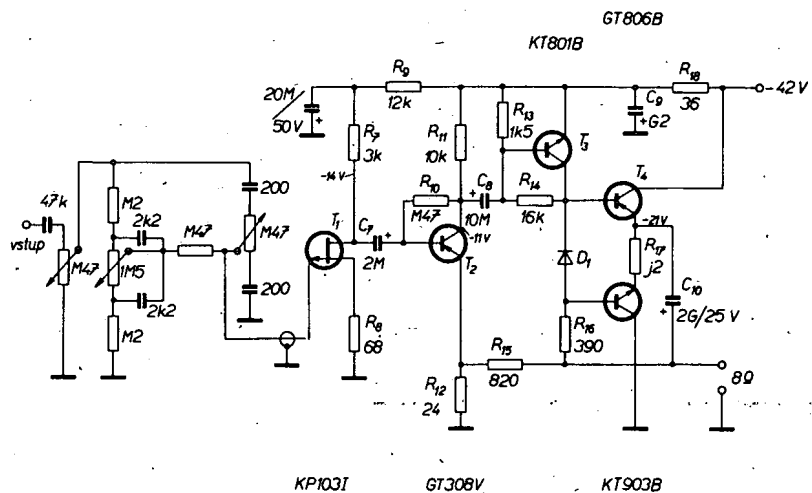 GT806B
KT801B
R18
36
-42V
R9
12k
20M
50V
+
C9
+ G2
R13
1k5
R7
3k
R11
10k
T3
-14V
R10
M47
C8
+
10M
R14
16k
T4
-21V
47k
vstup
M47
M2
2k2
1M5
2k2
M2
M47
200
M47
200
T1
C7
+
2M
-11V
T2
D1
R17
j2
C10
+
2G/25 V
R8
68
R16
390
R15
820
R12
24
8Ω
KP103I
GT308V
KT903B